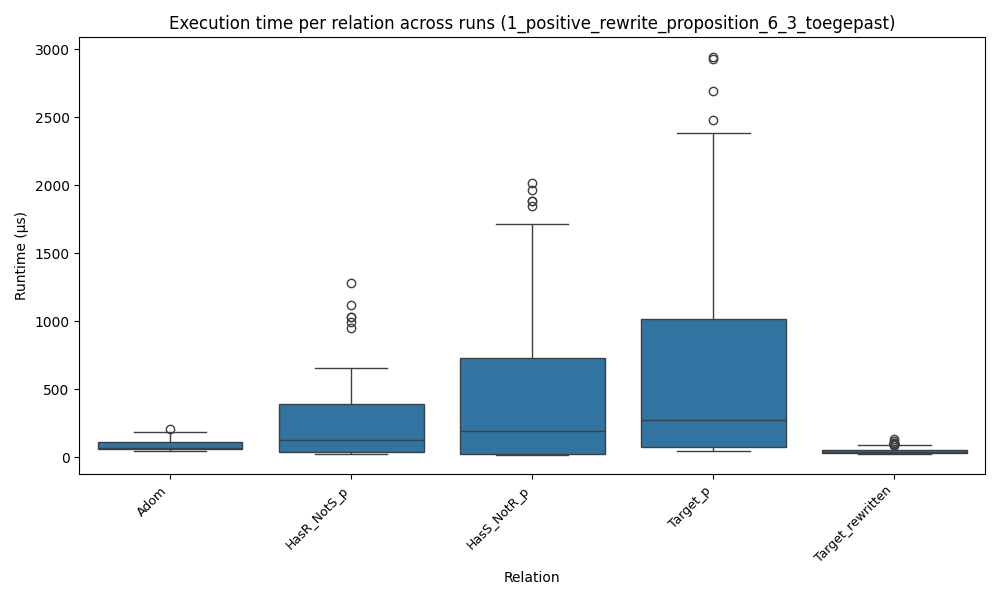 Execution time per relation across runs (1_positive_rewrite_proposition_6_3_toegepast)
Runtime (µs)
3000
2500
2000
1500
1000
500
0
Adom
HasR_NotS_p
HasS_NotR_p
Target_p
Target_rewritten
Relation